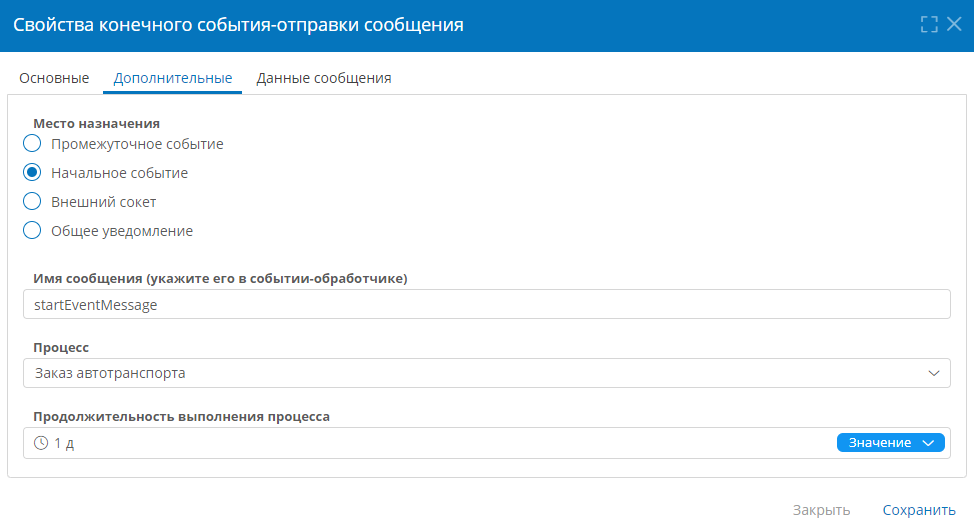 Свойства конечного события-отправки сообщения
Основные Дополнительные Данные сообщения
Место назначения
Промежуточное событие
Начальное событие
Внешний сокет
Общее уведомление
Имя сообщения (укажите его в событии-обработчике)
startEventMessage
Процесс
Заказ автотранспорта
Продолжительность выполнения процесса
1 д Значение
Закрыть Сохранить